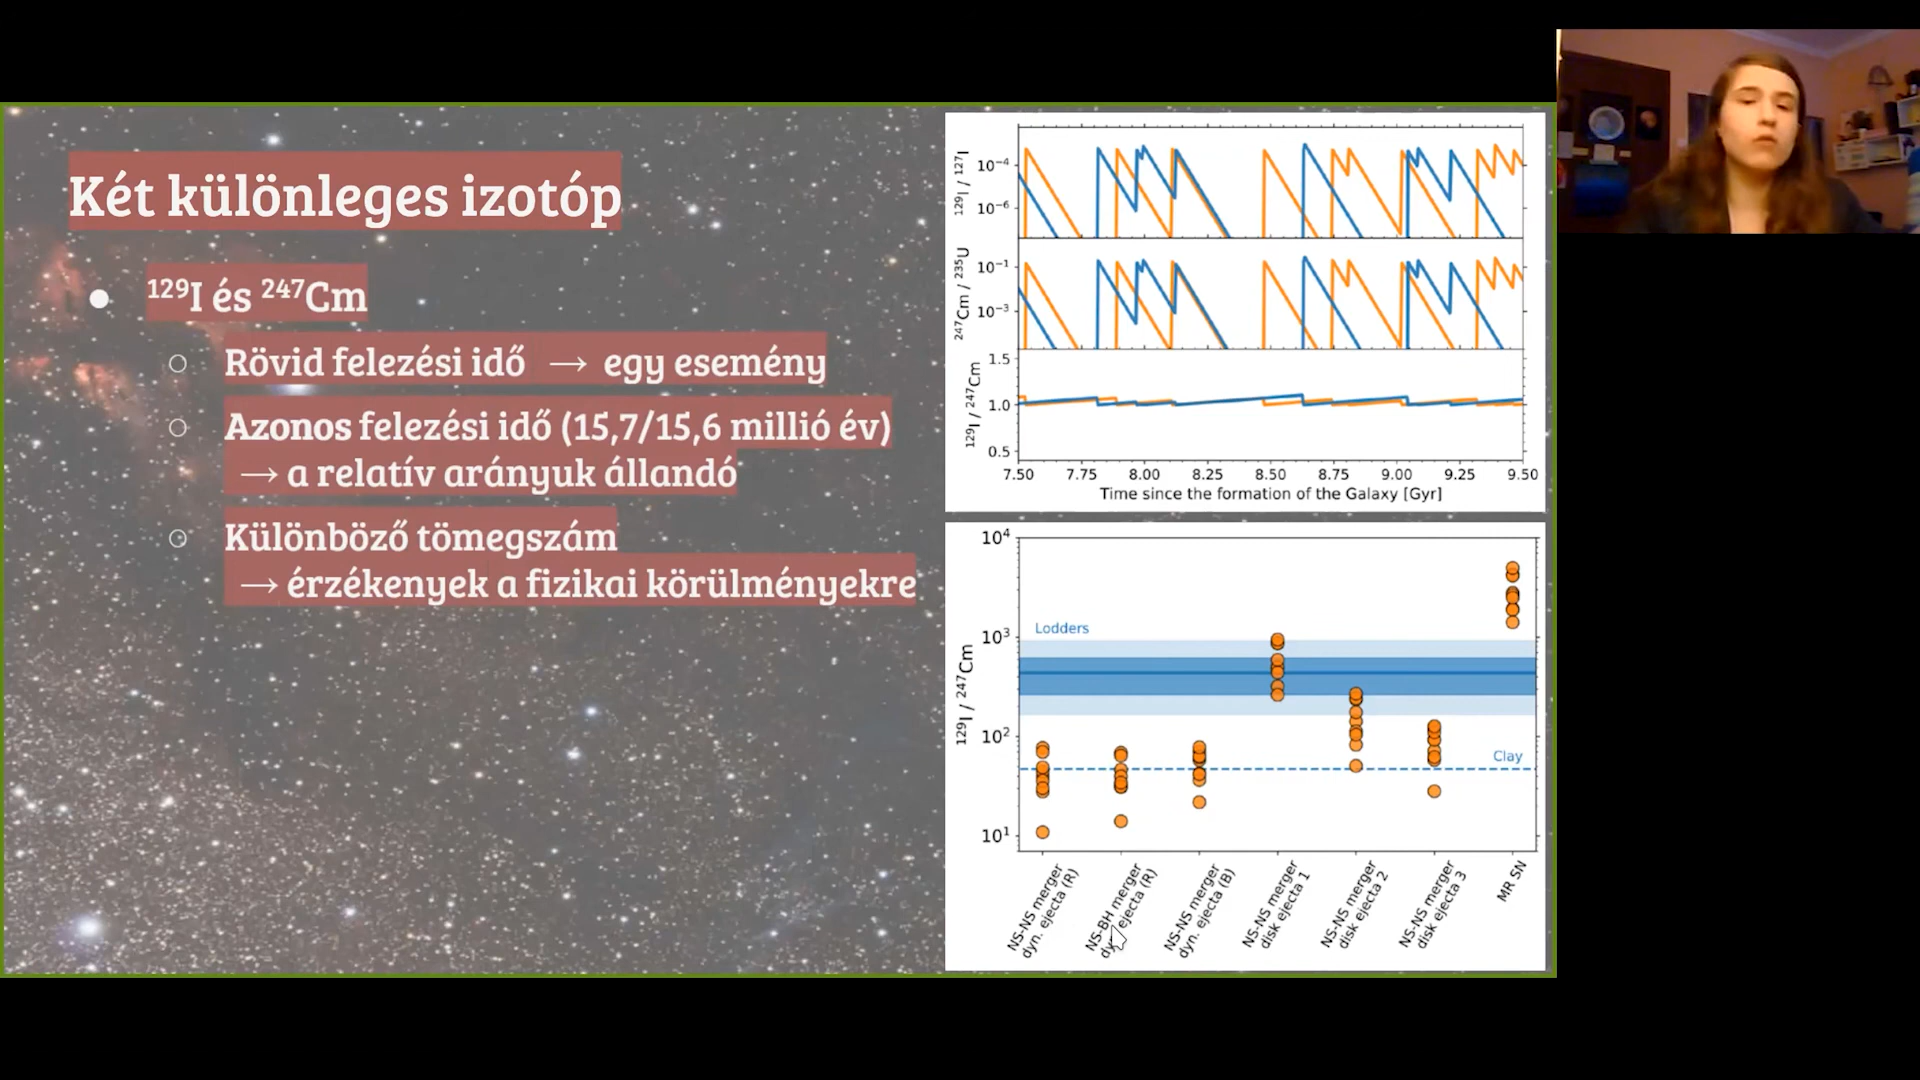 Két különleges izotóp
● ¹²⁹I és ²⁴⁷Cm
○ Rövid felezési idő → egy esemény
○ Azonos felezési idő (15,7/15,6 millió év)
→ a relatív arányuk állandó
○ Különböző tömegszám
→ érzékenyek a fizikai körülményekre
¹²⁹I / ¹²⁷I
10⁻⁴
10⁻⁶
²⁴⁷Cm / ²³⁵U
10⁻¹
10⁻³
¹²⁹I / ²⁴⁷Cm
1.5
1.0
0.5
7.50 7.75 8.00 8.25 8.50 8.75 9.00 9.25 9.50
Time since the formation of the Galaxy [Gyr]
¹²⁹I / ²⁴⁷Cm
10⁴
10³
10²
10¹
Lodders
Clay
NS-NS merger
dyn. ejecta (R)
NS-BH merger
ejecta (R)
NS-NS merger
dyn. ejecta (B)
NS-NS merger
disk ejecta 1
NS-NS merger
disk ejecta 2
NS-NS merger
disk ejecta 3
MR SN